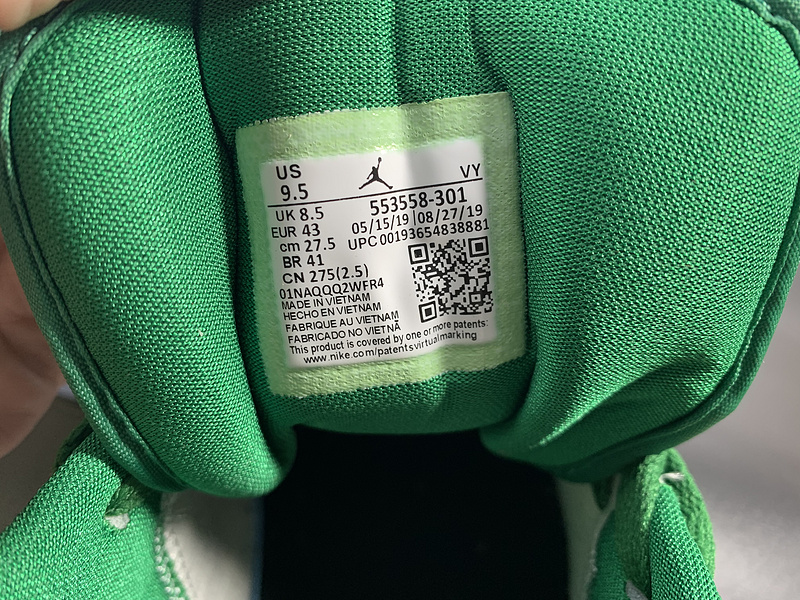 US VY
9.5
UK 8.5 553558-301
EUR 43 05/15/19 08/27/19
cm 27.5 UPC00193654838881
BR 41
CN 275(2.5)
01NAQQQ2WFR4
MADE IN VIETNAM
HECHO EN VIETNAM
FABRIQUE AU VIETNAM
FABRICADO NO VIETNÃ
This product is covered by one or more patents:
www.nike.com/patentsvirtualmarking